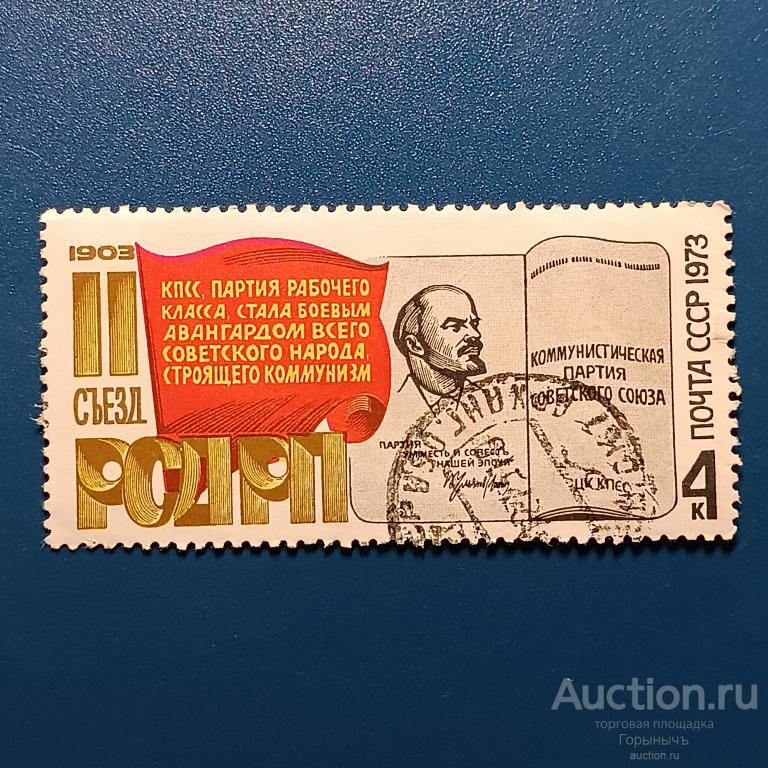 1903
II
СЪЕЗД
РСДРП
КПСС, ПАРТИЯ РАБОЧЕГО
КЛАССА, СТАЛА БОЕВЫМ
АВАНГАРДОМ ВСЕГО
СОВЕТСКОГО НАРОДА,
СТРОЯЩЕГО КОММУНИЗМ
ПАРТИЯ
УМ, ЧЕСТЬ И СОВЕСТЬ
НАШЕЙ ЭПОХИ
КОММУНИСТИЧЕСКАЯ
ПАРТИЯ
СОВЕТСКОГО СОЮЗА
ЦК КПСС
ПОЧТА СССР 1973
4
К
Auction.ru
торговая площадка
Горынычъ
auction.ru